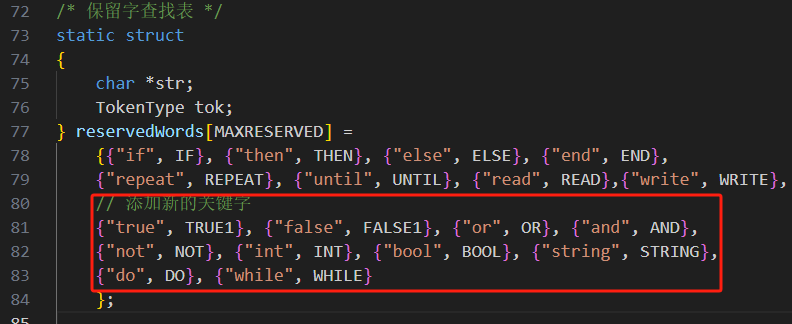 72 /* 保留字查找表 */
73 static struct
74 {
75     char *str;
76     TokenType tok;
77 } reservedWords[MAXRESERVED] =
78     {{"if", IF}, {"then", THEN}, {"else", ELSE}, {"end", END},
79     {"repeat", REPEAT}, {"until", UNTIL}, {"read", READ},{"write", WRITE},
80     // 添加新的关键字
81     {"true", TRUE1}, {"false", FALSE1}, {"or", OR}, {"and", AND},
82     {"not", NOT}, {"int", INT}, {"bool", BOOL}, {"string", STRING},
83     {"do", DO}, {"while", WHILE}
84     };
85